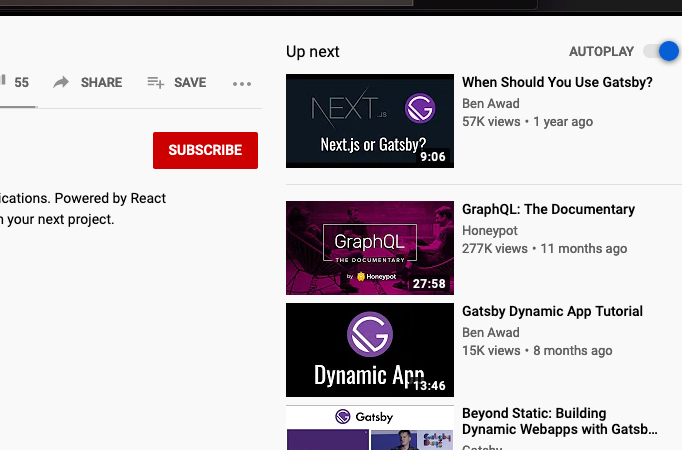 55 SHARE SAVE
SUBSCRIBE
ications. Powered by React
your next project.
Up next AUTOPLAY
NEXT.JS
Next.js or Gatsby?
9:06
When Should You Use Gatsby?
Ben Awad
57K views • 1 year ago
GraphQL
THE DOCUMENTARY
by Honeypot
27:58
GraphQL: The Documentary
Honeypot
277K views • 11 months ago
Dynamic App
13:46
Gatsby Dynamic App Tutorial
Ben Awad
15K views • 8 months ago
Gatsby
Gatsby Days
Beyond Static: Building
Dynamic Webapps with Gatsb...
Gatsby